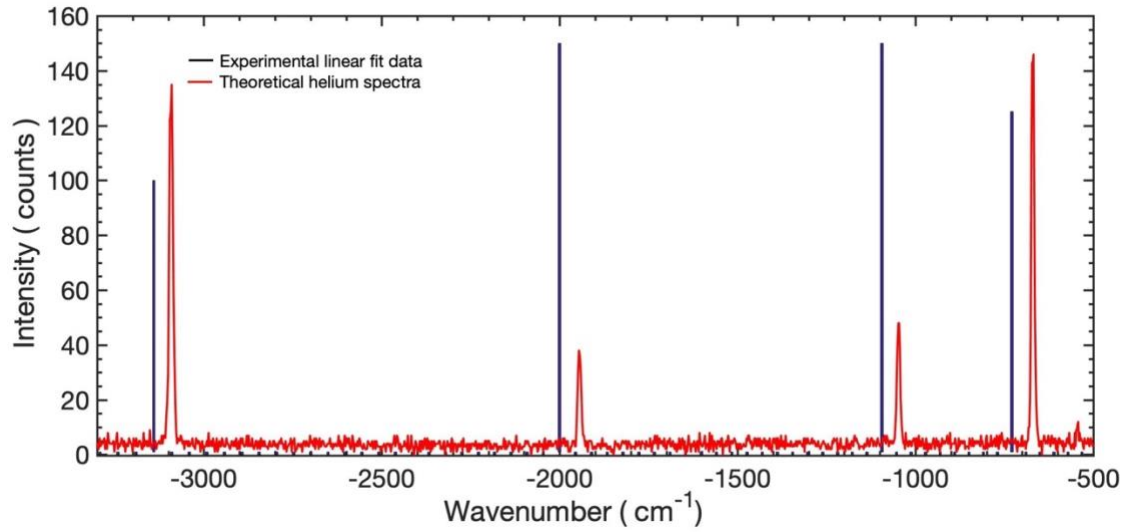 160
140
120
100
80
60
40
20
0
Intensity ( counts )
Experimental linear fit data
Theoretical helium spectra
-3000 -2500 -2000 -1500 -1000 -500
Wavenumber ( cm⁻¹)